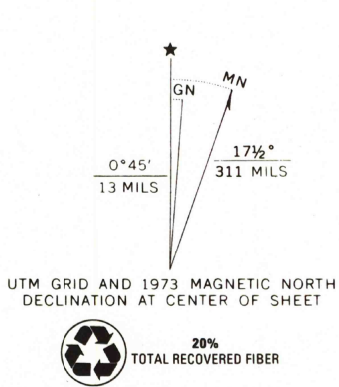 ★
MN
GN
0°45'
13 MILS
17½°
311 MILS
UTM GRID AND 1973 MAGNETIC NORTH
DECLINATION AT CENTER OF SHEET
20%
TOTAL RECOVERED FIBER